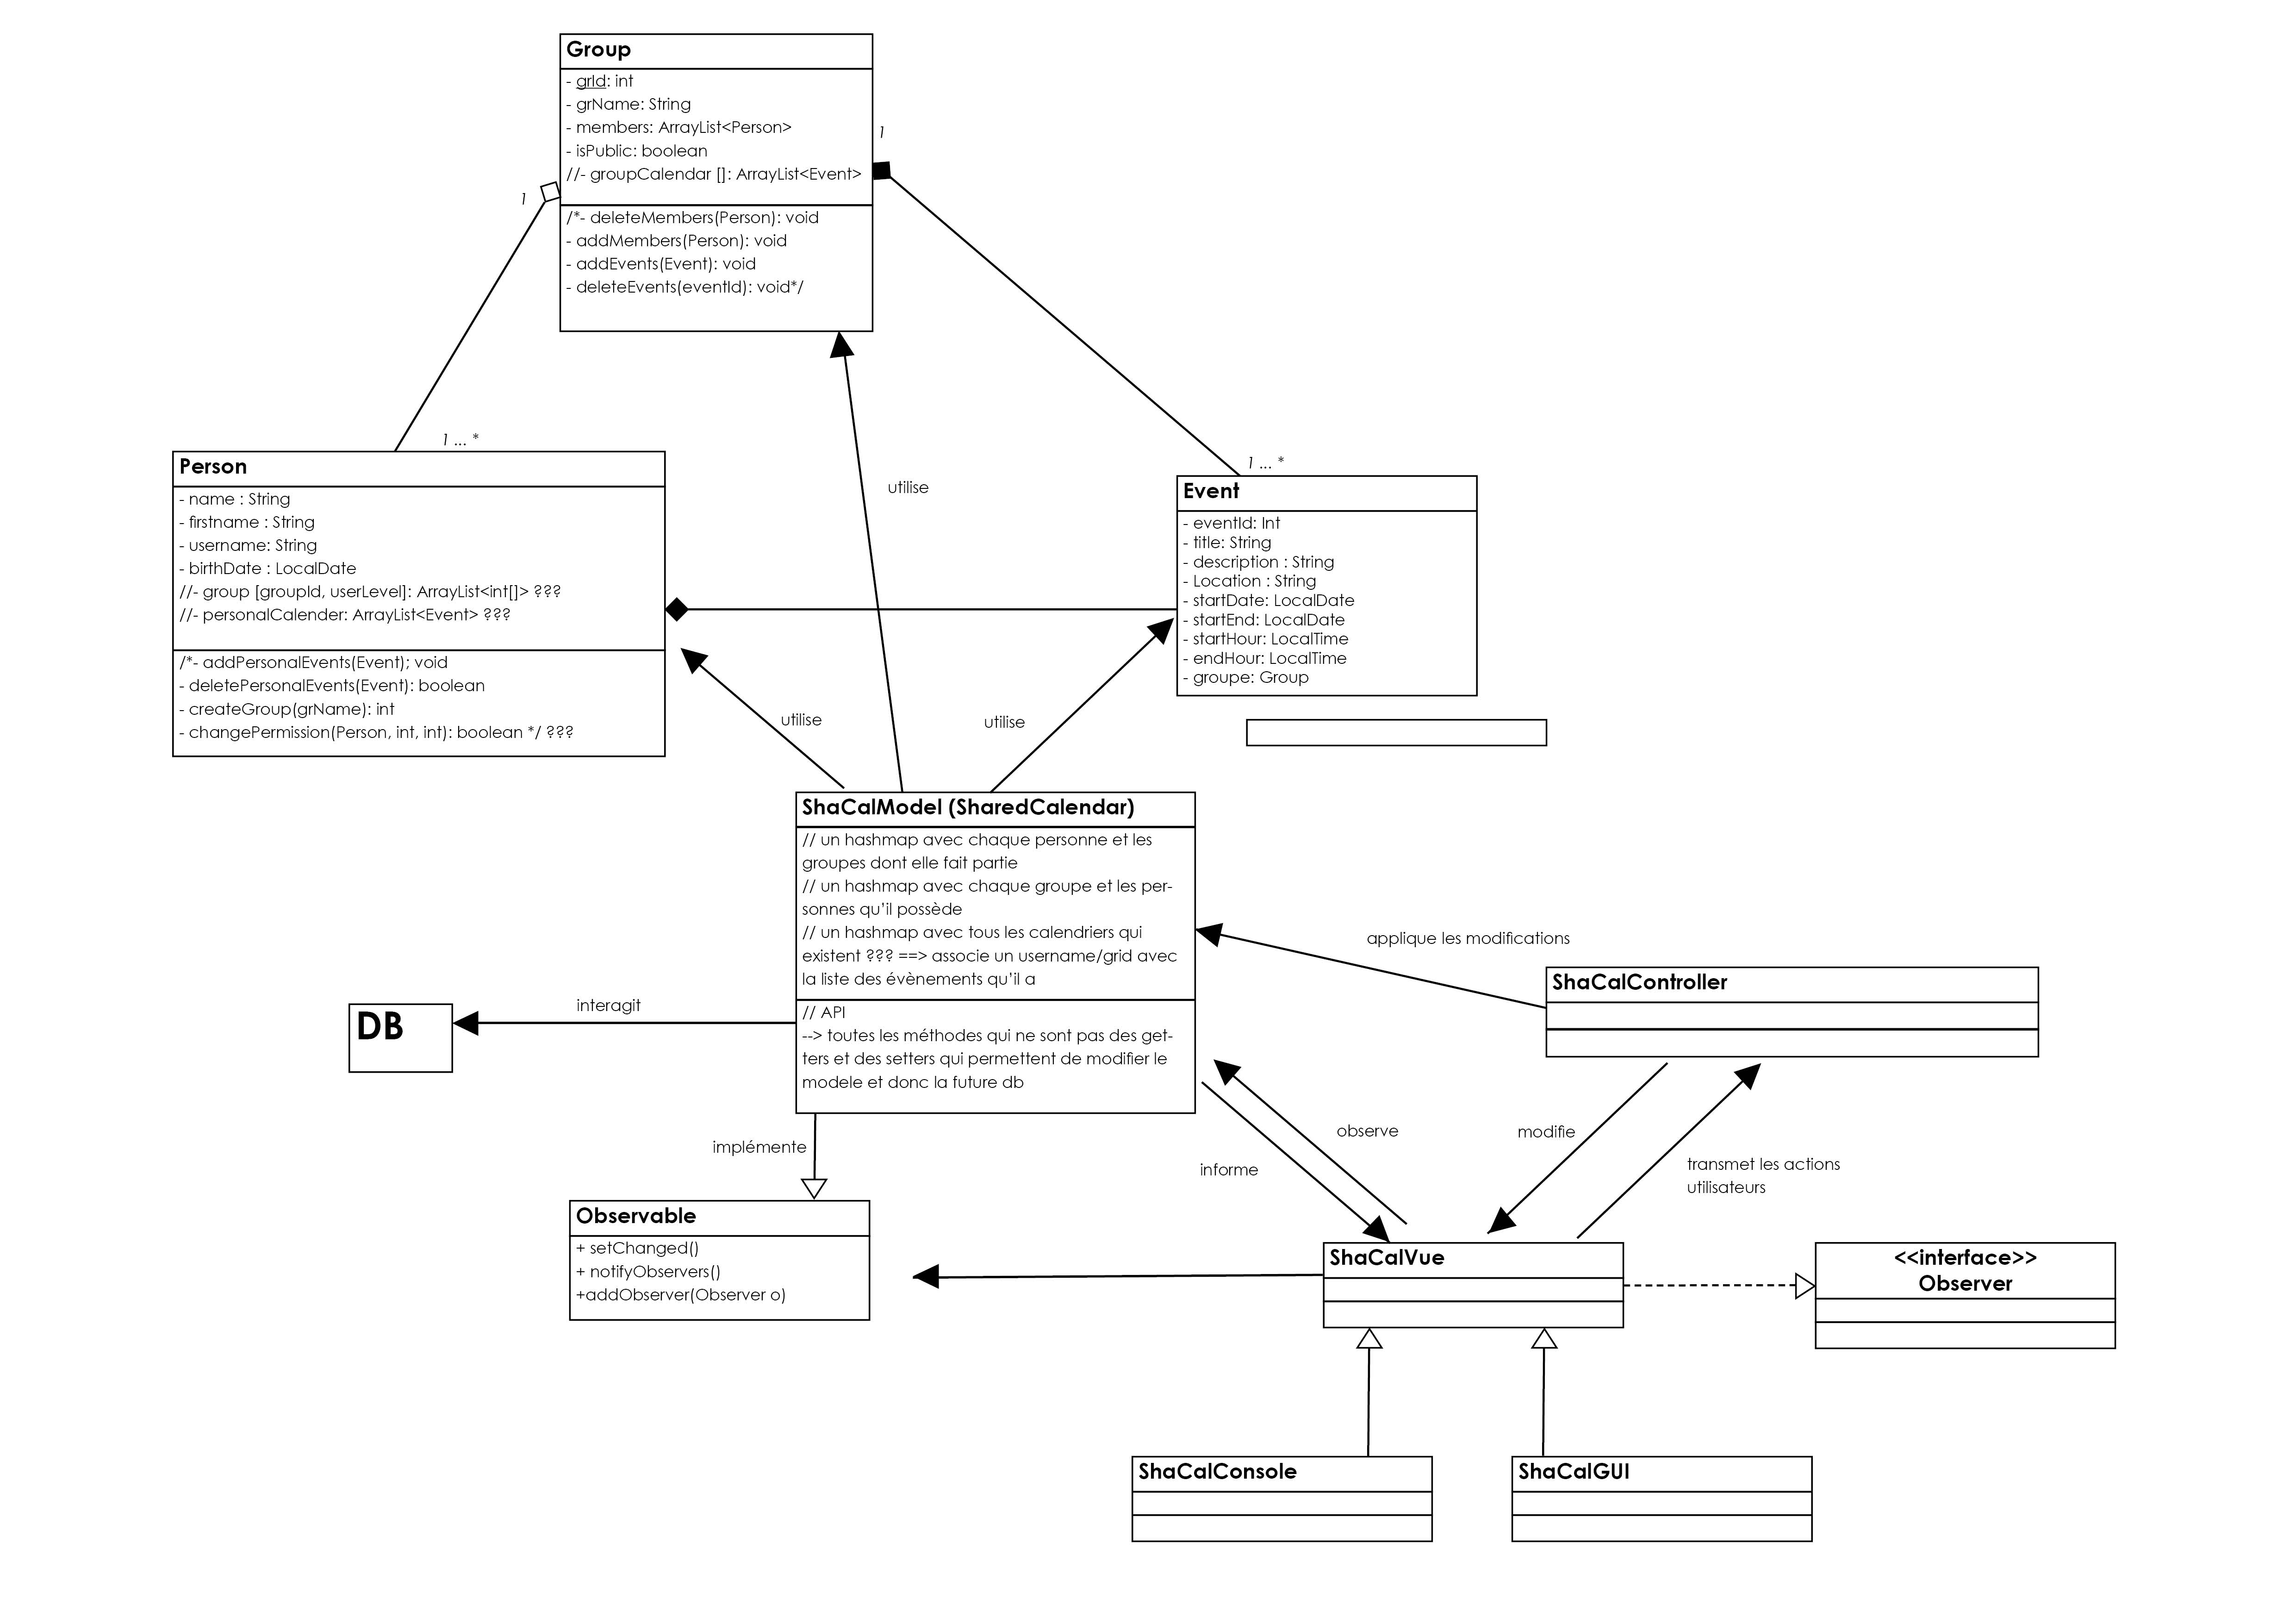 Group
- grId: int
- grName: String
- members: ArrayList<Person>
- isPublic: boolean
//- groupCalendar []: ArrayList<Event>
/*- deleteMembers(Person): void
- addMembers(Person): void
- addEvents(Event): void
- deleteEvents(eventId): void*/
1
1
1 ... *
1 ... *
Person
- name : String
- firstname : String
- username: String
- birthDate : LocalDate
//- group [groupId, userLevel]: ArrayList<int[]> ???
//- personalCalender: ArrayList<Event> ???
/*- addPersonalEvents(Event); void
- deletePersonalEvents(Event): boolean
- createGroup(grName): int
- changePermission(Person, int, int): boolean */ ???
utilise
Event
- eventId: Int
- title: String
- description : String
- Location : String
- startDate: LocalDate
- startEnd: LocalDate
- startHour: LocalTime
- endHour: LocalTime
- groupe: Group
utilise
utilise
ShaCalModel (SharedCalendar)
// un hashmap avec chaque personne et les
groupes dont elle fait partie
// un hashmap avec chaque groupe et les per-
sonnes qu'il possède
// un hashmap avec tous les calendriers qui
existent ??? ==> associe un username/grid avec
la liste des évènements qu'il a
// API
--> toutes les méthodes qui ne sont pas des get-
ters et des setters qui permettent de modifier le
modele et donc la future db
applique les modifications
ShaCalController
interagit
DB
implémente
observe
informe
modifie
transmet les actions
utilisateurs
Observable
+ setChanged()
+ notifyObservers()
+addObserver(Observer o)
ShaCalVue
<<interface>>
Observer
ShaCalConsole
ShaCalGUI